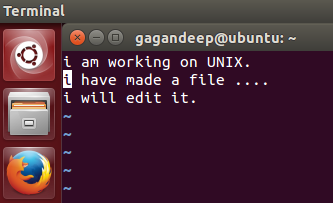 Terminal
gagandeep@ubuntu: ~
i am working on UNIX.
i have made a file ....
i will edit it.
~
~
~
~
~